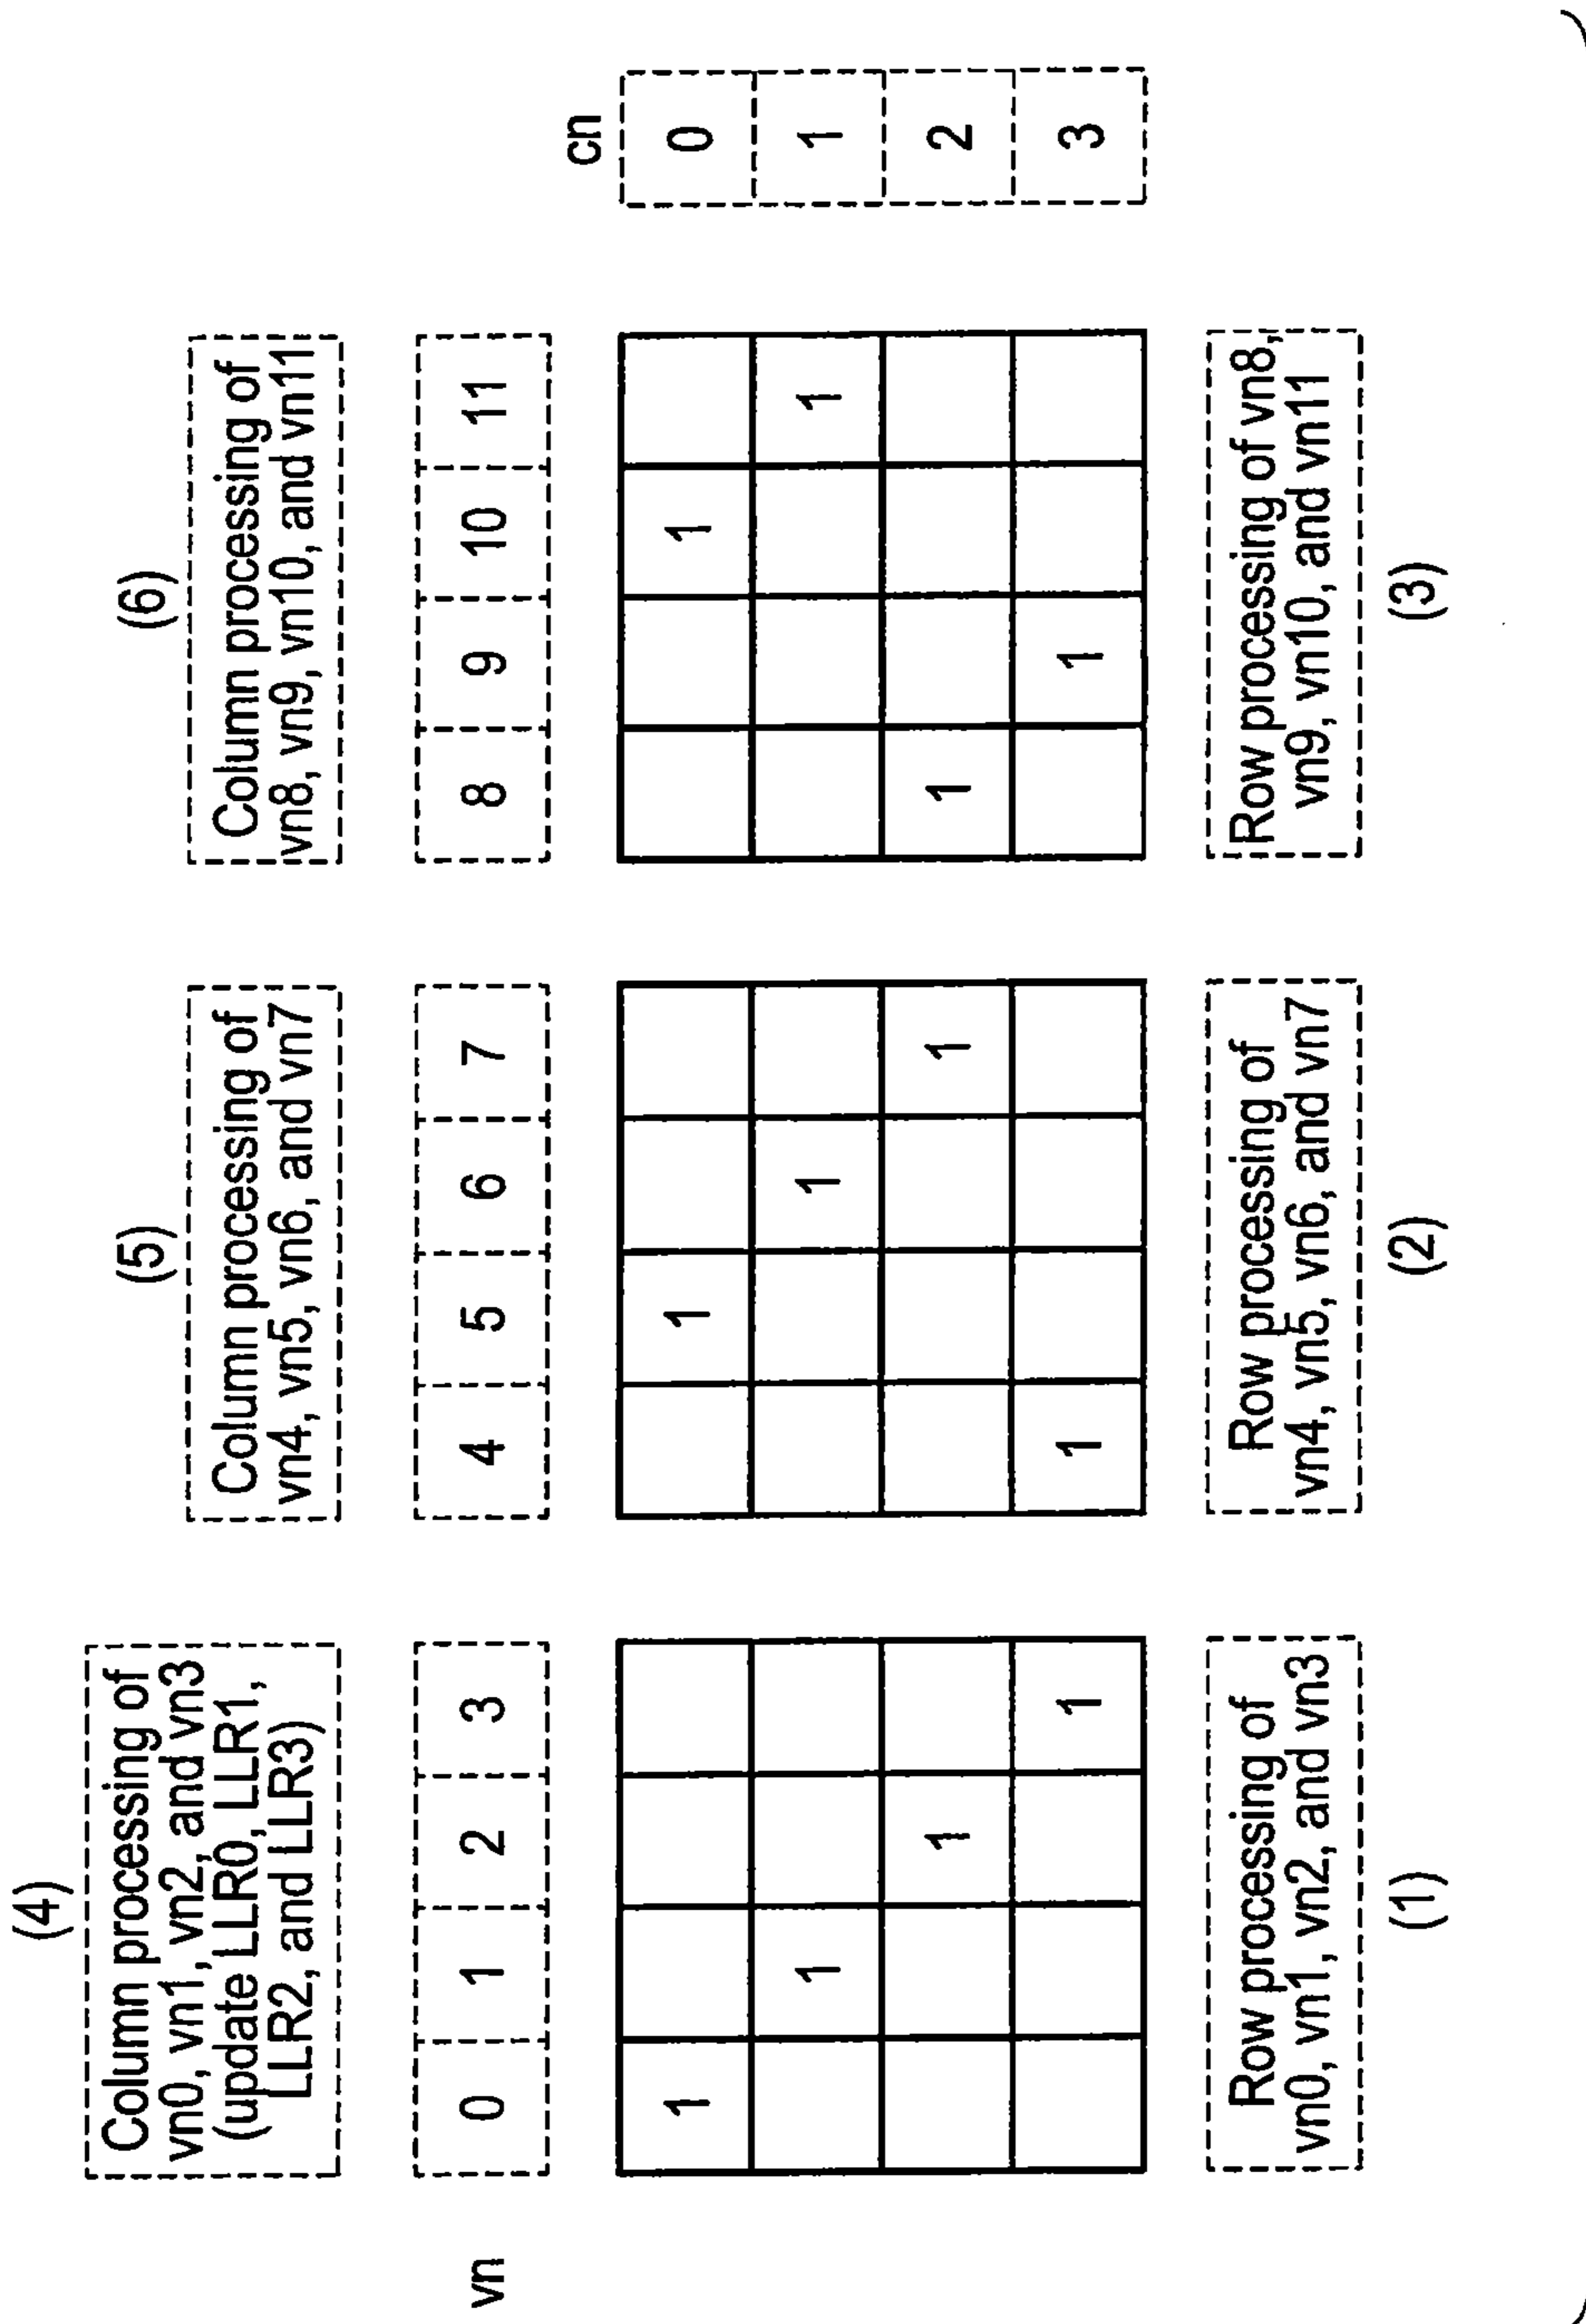 (4)
Column processing of
vn0, vn1, vn2, and vn3
(update LLR0, LLR1,
LLR2, and LLR3)
(5)
Column processing of
vn4, vn5, vn6, and vn7
(6)
Column processing of
vn8, vn9, vn10, and vn11
vn
0 1 2 3
4 5 6 7
8 9 10 11
cn
0
1
2
3
1
1
1
1
1
1
1
1
1
1
1
1
Row processing of
vn0, vn1, vn2, and vn3
(1)
Row processing of
vn4, vn5, vn6, and vn7
(2)
Row processing of vn8,
vn9, vn10, and vn11
(3)